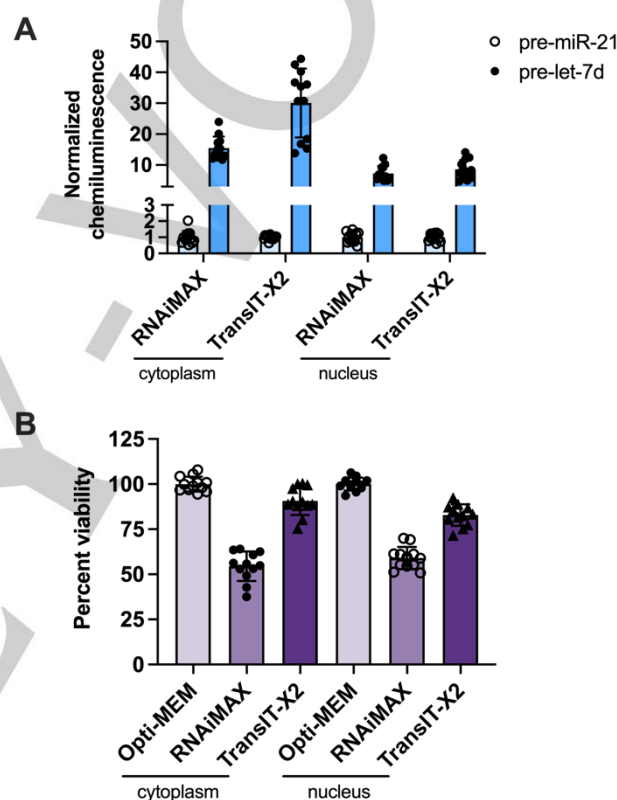 A
pre-miR-21
pre-let-7d
Normalized
chemiluminescence
50
40
30
20
10
3
2
1
0
RNAiMAX
TransIT-X2
RNAiMAX
TransIT-X2
cytoplasm
nucleus
B
Percent viability
125
100
75
50
25
0
Opti-MEM
RNAiMAX
TransIT-X2
Opti-MEM
RNAiMAX
TransIT-X2
cytoplasm
nucleus